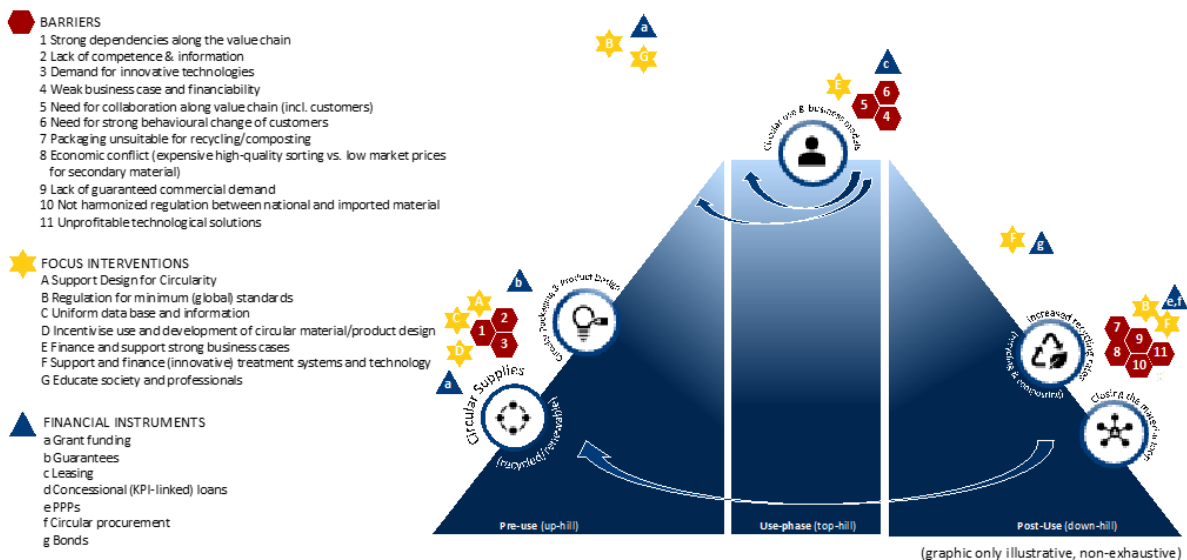 BARRIERS
1 Strong dependencies along the value chain
2 Lack of competence & information
3 Demand for innovative technologies
4 Weak business case and financiability
5 Need for collaboration along value chain (incl. customers)
6 Need for strong behavioural change of customers
7 Packaging unsuitable for recycling/composting
8 Economic conflict (expensive high-quality sorting vs. low market prices
for secondary material)
9 Lack of guaranteed commercial demand
10 Not harmonized regulation between national and imported material
11 Unprofitable technological solutions
FOCUS INTERVENTIONS
A Support Design for Circularity
B Regulation for minimum (global) standards
C Uniform data base and information
D Incentivise use and development of circular material/product design
E Finance and support strong business cases
F Support and finance (innovative) treatment systems and technology
G Educate society and professionals
FINANCIAL INSTRUMENTS
a Grant funding
b Guarantees
c Leasing
d Concessional (KPI-linked) loans
e PPPs
f Circular procurement
g Bonds
B
a
G
c
E
6
5
4
Circular use & business models
F
g
b
A
C
2
1
3
D
a
Circular Packaging & Product Design
Circular Supplies
(recycled/renewable)
e,f
B
F
7
9
8
11
10
increased recycling rates
(recycling & composting)
Closing the material loop
Pre-use (up-hill)
Use-phase (top-hill)
Post-Use (down-hill)
(graphic only illustrative, non-exhaustive)